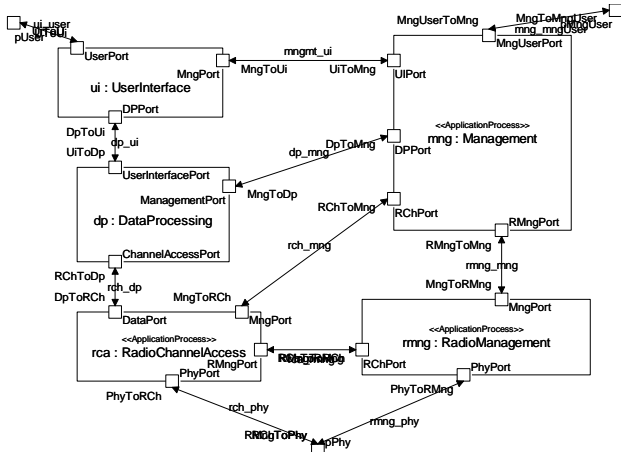 ui_user
pUser
UserPort
MngPort
ui : UserInterface
DPPort
mngmt_ui
MngToUi
UiToMng
MngUserToMng
MngToMngUser
mng_mngUser
pMngUser
MngUserPort
UIPort
<<ApplicationProcess>>
mng : Management
DPPort
RChPort
RMngPort
DpToUi
dp_ui
UiToDp
DpToMng
dp_mng
MngToDp
UserInterfacePort
ManagementPort
dp : DataProcessing
ChannelAccessPort
RChToMng
rch_mng
MngToRCh
RChToDp
rch_dp
DpToRCh
RMngToMng
rmng_mng
MngToRMng
DataPort
MngPort
<<ApplicationProcess>>
rca : RadioChannelAccess
RMngPort
PhyPort
MngPort
<<ApplicationProcess>>
rmng : RadioManagement
RChPort
PhyPort
PhyToRCh
rch_phy
PhyToRMng
rmng_phy
pPhy